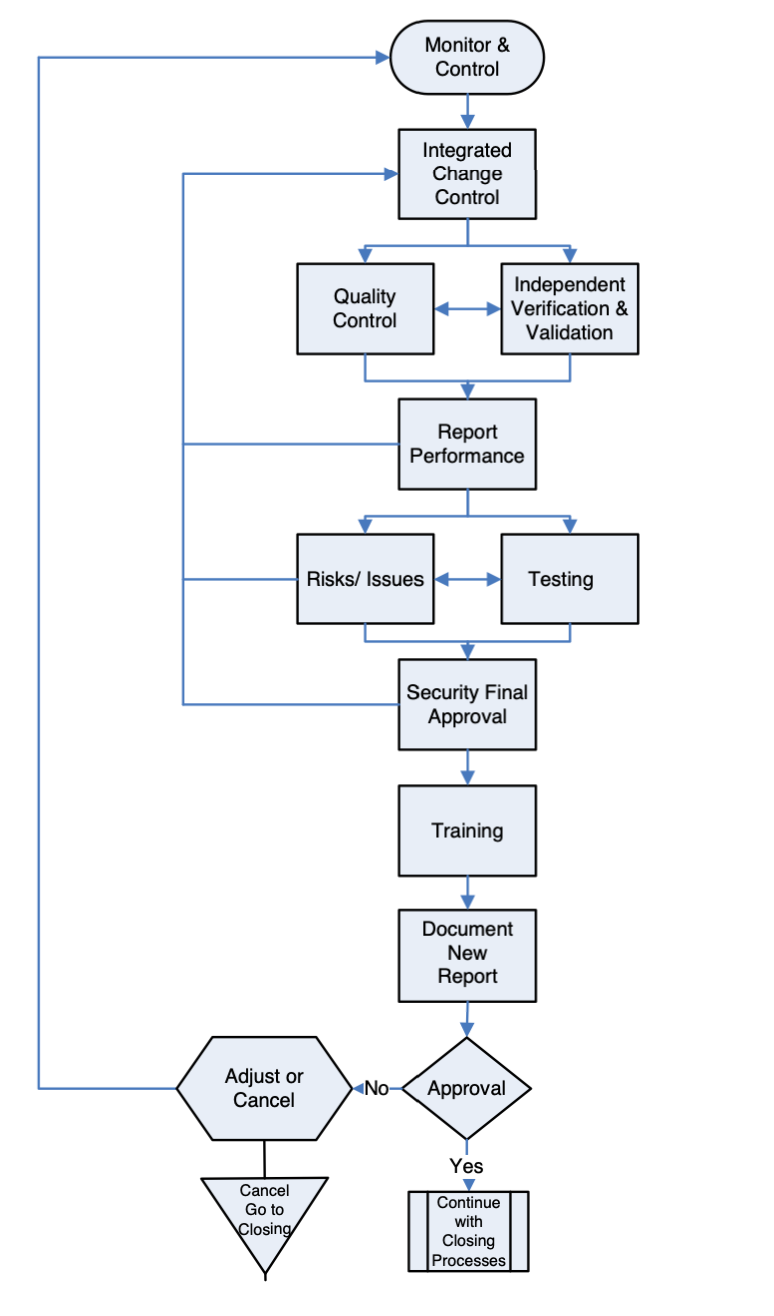 Monitor &
Control
Integrated
Change
Control
Quality
Control
Independent
Verification &
Validation
Report
Performance
Risks/ Issues
Testing
Security Final
Approval
Training
Document
New
Report
Adjust or
Cancel
No
Approval
Yes
Cancel
Go to
Closing
Continue
with
Closing
Processes